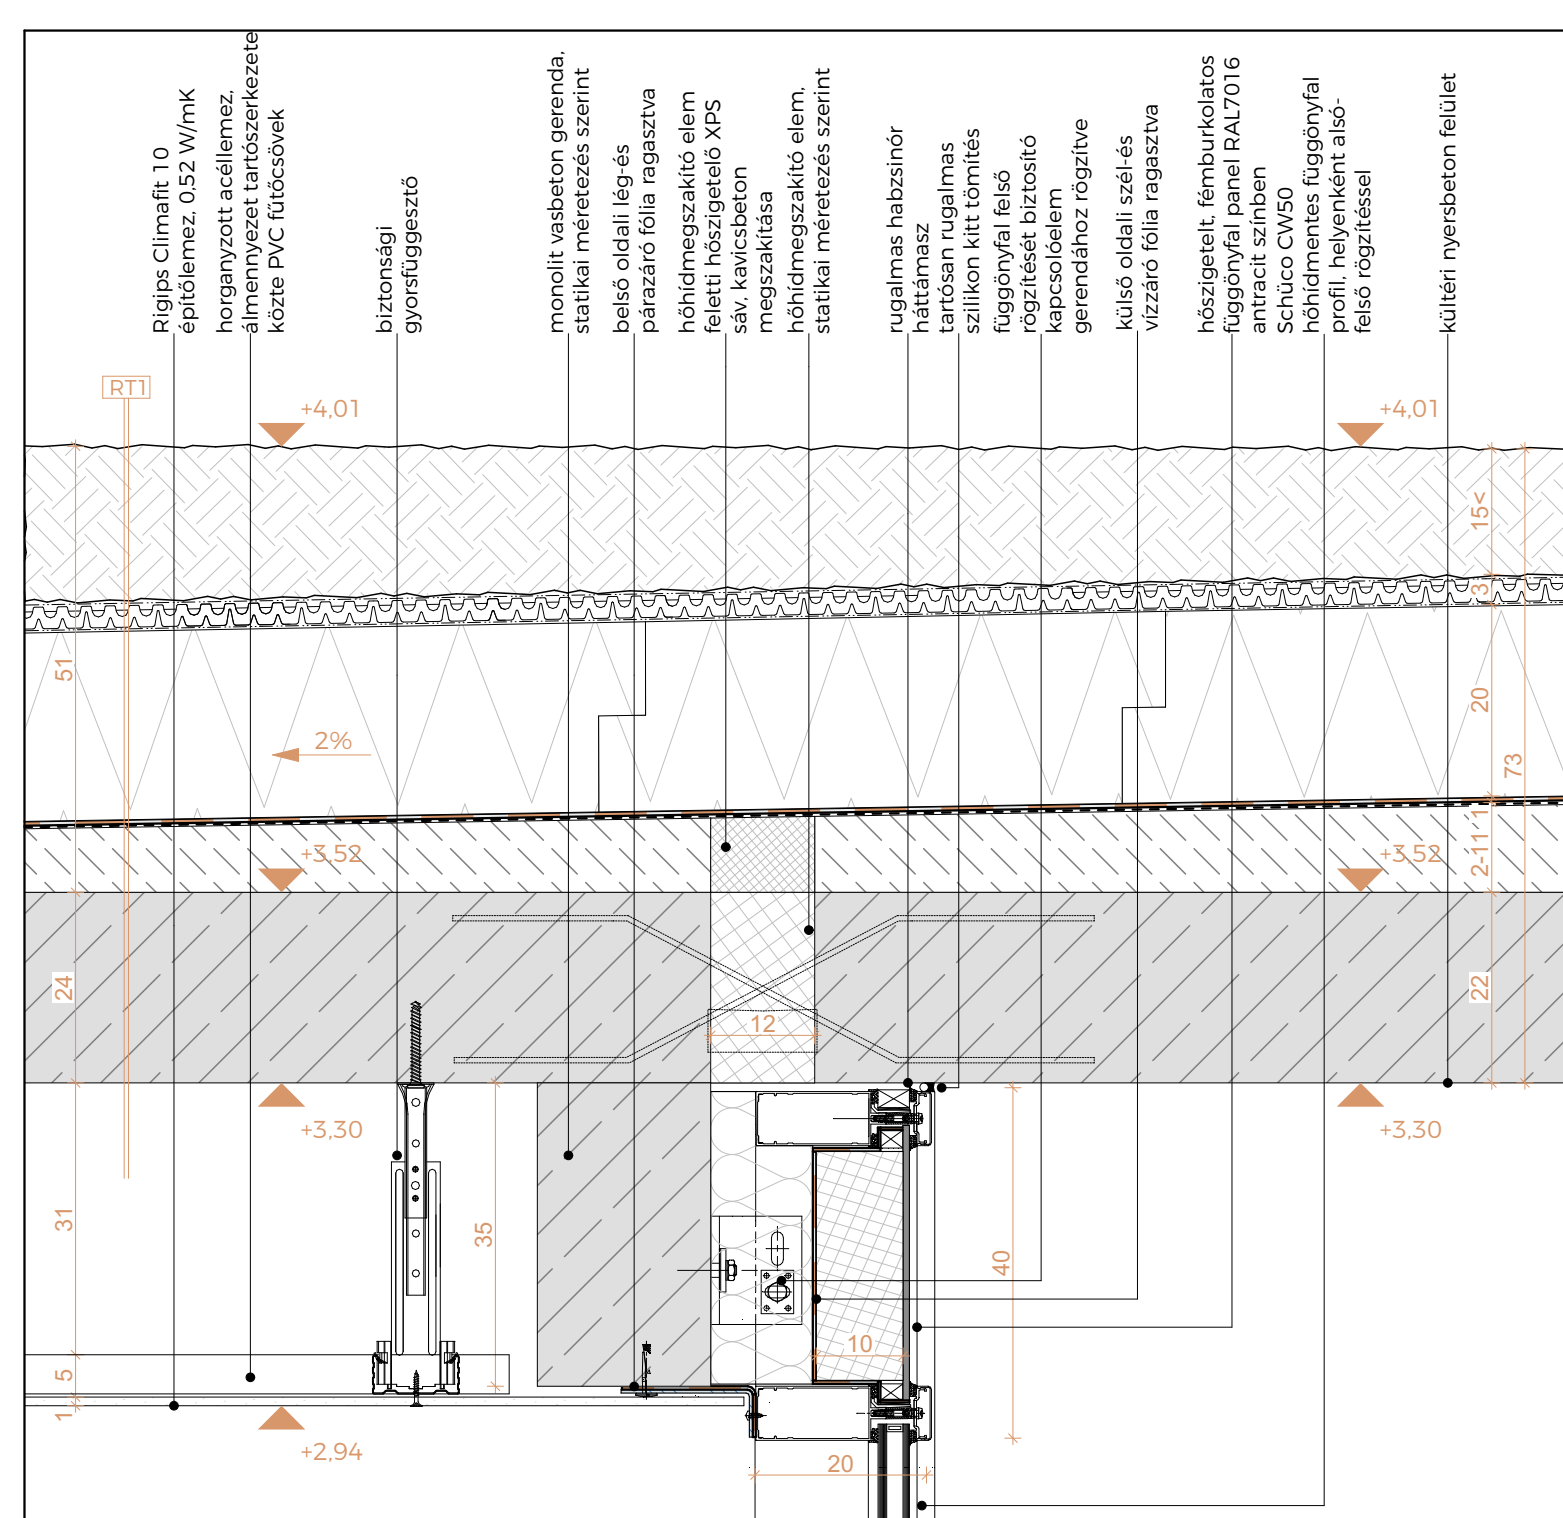 Rigips Climafit 10
építőlemez, 0,52 W/mK
horganyzott acéllemez,
álmennyezet tartószerkezete
közte PVC fűtőcsövek
biztonsági
gyorsfüggesztő
monolit vasbeton gerenda,
statikai méretezés szerint
belső oldali lég-és
párazáró fólia ragasztva
hőhídmegszakító elem
feletti hőszigetelő XPS
sáv, kavicsbeton
megszakítása
hőhídmegszakító elem,
statikai méretezés szerint
rugalmas habzsinór
háttámasz
tartósan rugalmas
szilikon kitt tömítés
függönyfal felső
rögzítését biztosító
kapcsolóelem
gerendához rögzítve
külső oldali szél-és
vízzáró fólia ragasztva
hőszigetelt, fémburkolatos
függönyfal panel RAL7016
antracit színben
Schüco CW50
hőhídmentes függönyfal
profil, helyenként alsó-
felső rögzítéssel
kültéri nyersbeton felület
RT1
+4,01
+4,01
15<
3
51
20
2%
73
1
2-11
+3,52
+3,52
24
22
12
+3,30
+3,30
31
35
40
10
5
1
+2,94
20